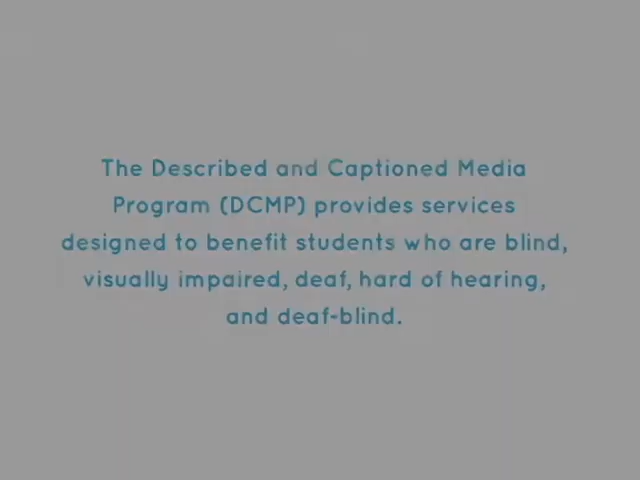 The Described and Captioned Media
Program (DCMP) provides services
designed to benefit students who are blind,
visually impaired, deaf, hard of hearing,
and deaf-blind.